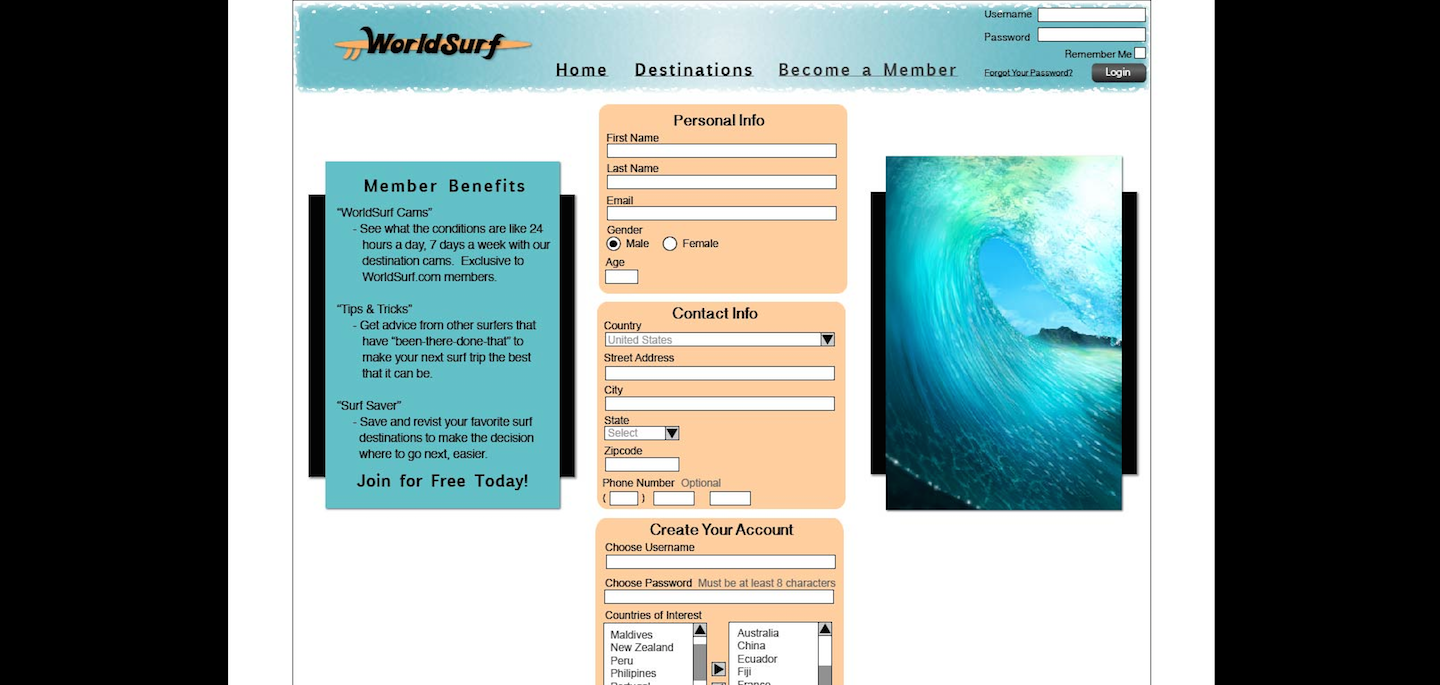 WorldSurf
Username
Password
Remember Me
Forgot Your Password?
Login
Home Destinations Become a Member
Member Benefits
“WorldSurf Cams”
- See what the conditions are like 24
hours a day, 7 days a week with our
destination cams. Exclusive to
WorldSurf.com members.
“Tips & Tricks”
- Get advice from other surfers that
have “been-there-done-that” to
make your next surf trip the best
that it can be.
“Surf Saver”
- Save and revist your favorite surf
destinations to make the decision
where to go next, easier.
Join for Free Today!
Personal Info
First Name
Last Name
Email
Gender
Male Female
Age
Contact Info
Country
United States
Street Address
City
State
Select
Zipcode
Phone Number Optional
( )
Create Your Account
Choose Username
Choose Password Must be at least 8 characters
Countries of Interest
Maldives
New Zealand
Peru
Philipines
Portugal
Australia
China
Ecuador
Fiji
France